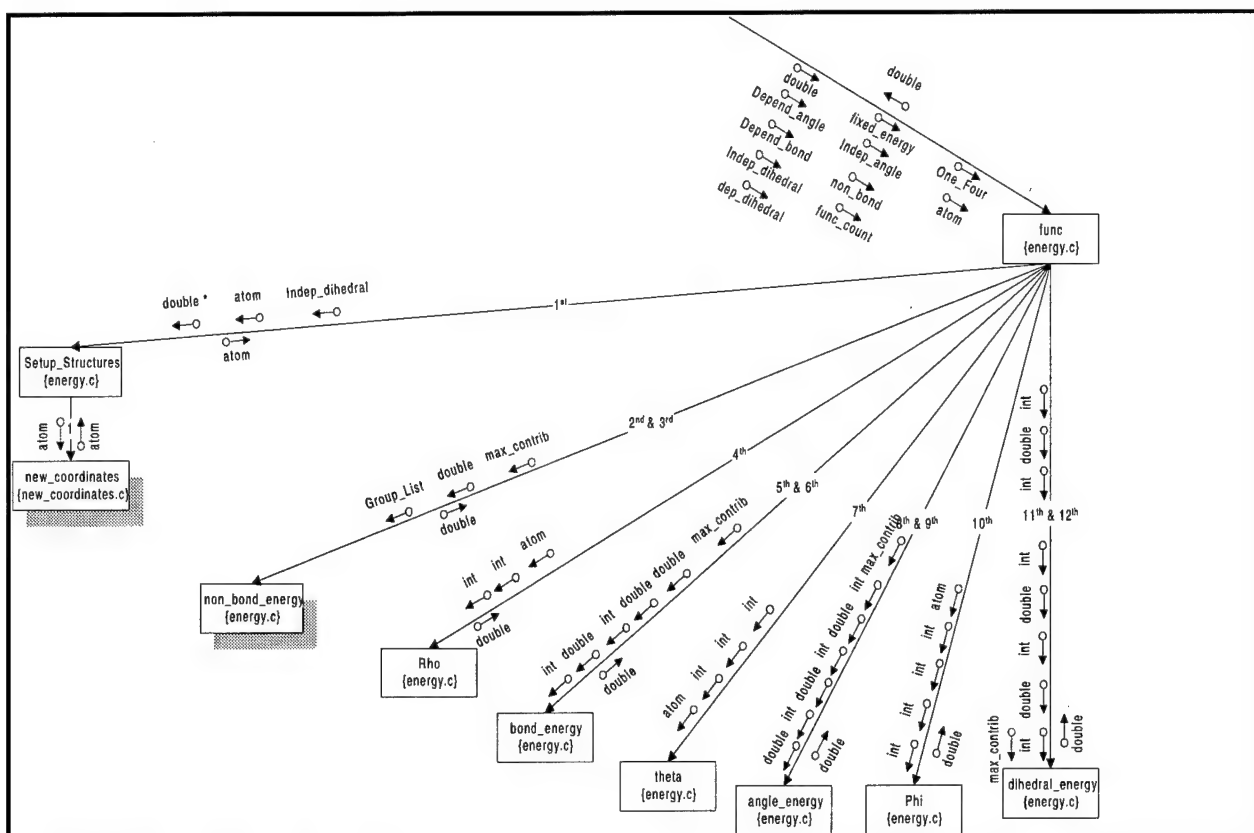 double
Depend_angle
Depend_bond
Indep_dihedral
dep_dihedral
double
fixed_energy
Indep_angle
non_bond
func_count
One_Four
atom
func
{energy.c}
double *
atom
Indep_dihedral
1st
atom
Setup_Structures
{energy.c}
atom
1
atom
new_coordinates
{new_coordinates.c}
2nd & 3rd
Group_List
double
max_contrib
double
non_bond_energy
{energy.c}
4th
int
int
atom
double
Rho
{energy.c}
5th & 6th
int
double
int
double
double
max_contrib
double
bond_energy
{energy.c}
7th
atom
int
int
int
theta
{energy.c}
8th & 9th
double
int
double
int
double
int
max_contrib
double
angle_energy
{energy.c}
10th
atom
int
int
int
int
double
Phi
{energy.c}
11th & 12th
int
double
int
int
double
int
double
int
max_contrib
double
dihedral_energy
{energy.c}